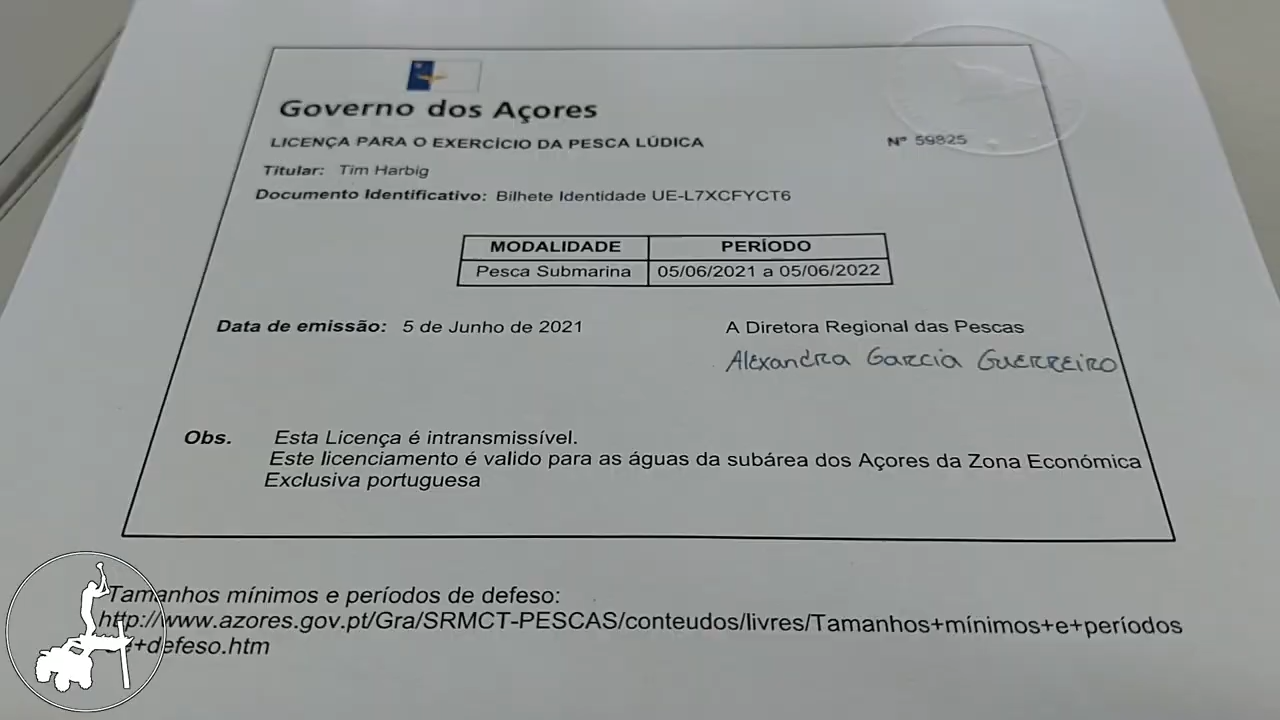 Governo dos Açores
LICENÇA PARA O EXERCÍCIO DA PESCA LÚDICA
Nº 59825
Titular: Tim Harbig
Documento Identificativo: Bilhete Identidade UE-L7XCFYCT6
MODALIDADE PERÍODO
Pesca Submarina 05/06/2021 a 05/06/2022
Data de emissão: 5 de Junho de 2021
A Diretora Regional das Pescas
Alexandra Garcia Guerreiro
Obs. Esta Licença é intransmissível.
Este licenciamento é valido para as águas da subárea dos Açores da Zona Económica
Exclusiva portuguesa
Tamanhos mínimos e períodos de defeso:
http://www.azores.gov.pt/Gra/SRMCT-PESCAS/conteudos/livres/Tamanhos+mínimos+e+períodos
e+defeso.htm